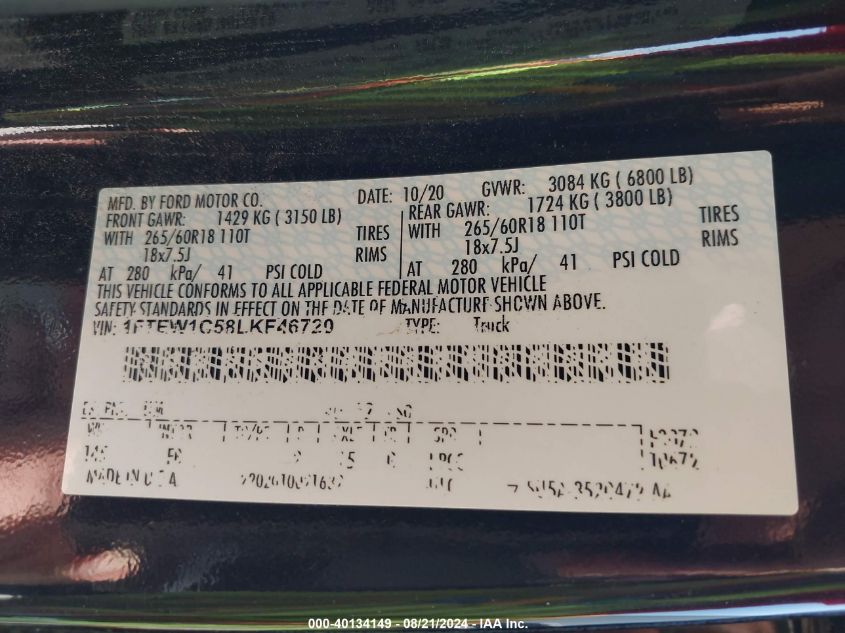 MFD. BY FORD MOTOR CO. DATE: 10/20 GVWR: 3084 KG ( 6800 LB)
FRONT GAWR: 1429 KG ( 3150 LB) REAR GAWR: 1724 KG ( 3800 LB)
WITH 265/60R18 110T TIRES WITH 265/60R18 110T TIRES
18x7.5J RIMS 18x7.5J RIMS
AT 280 kPa/ 41 PSI COLD AT 280 kPa/ 41 PSI COLD
THIS VEHICLE CONFORMS TO ALL APPLICABLE FEDERAL MOTOR VEHICLE
SAFETY STANDARDS IN EFFECT ON THE DATE OF MANUFACTURE SHOWN ABOVE.
VIN: 1FTEW1C58LKF46720 TYPE: Truck
145
MADE IN U.S.A.
000-40134149 - 08/21/2024 - IAA Inc.